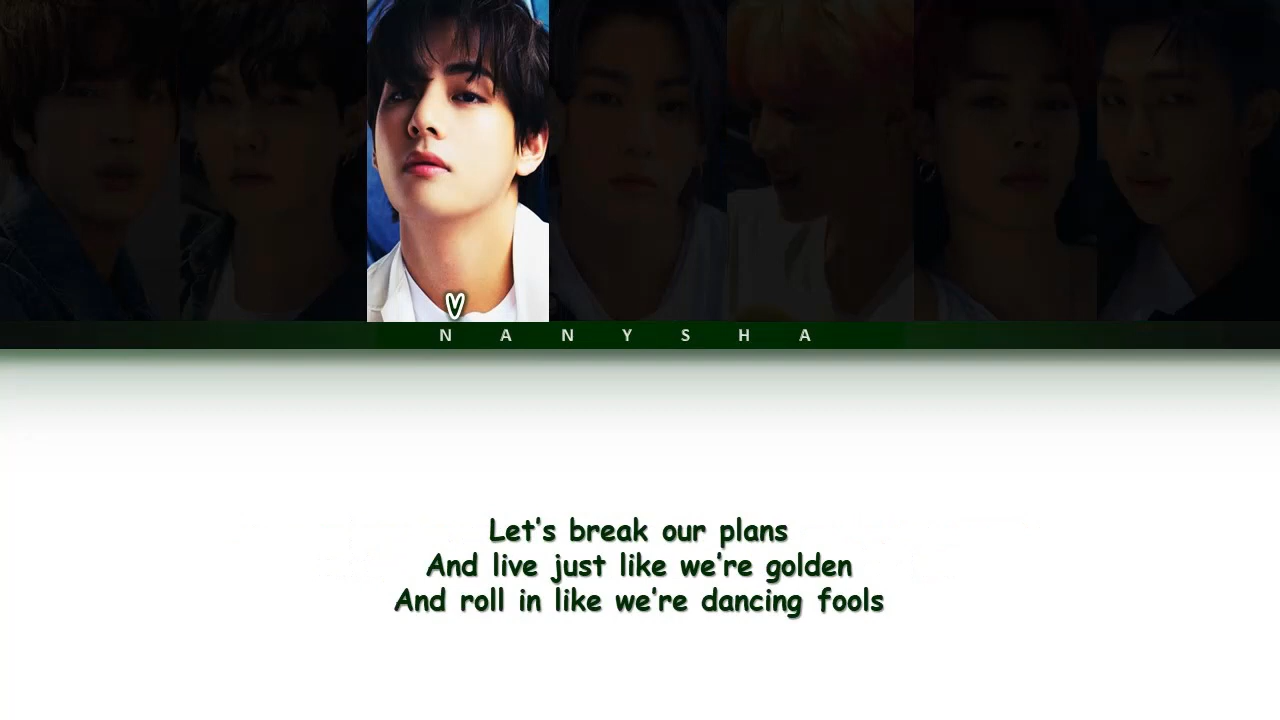 V
N A N Y S H A
Let's break our plans
And live just like we're golden
And roll in like we're dancing fools